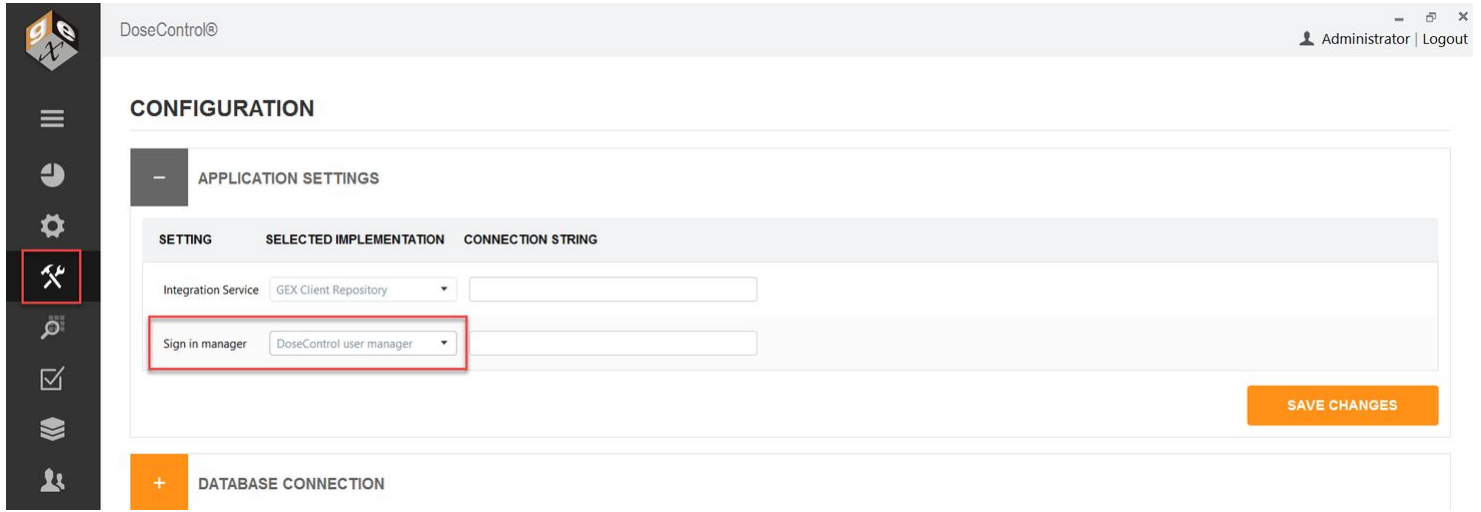 gex
DoseControl®
Administrator | Logout
CONFIGURATION
APPLICATION SETTINGS
SETTING SELECTED IMPLEMENTATION CONNECTION STRING
Integration Service GEX Client Repository
Sign in manager DoseControl user manager
SAVE CHANGES
DATABASE CONNECTION